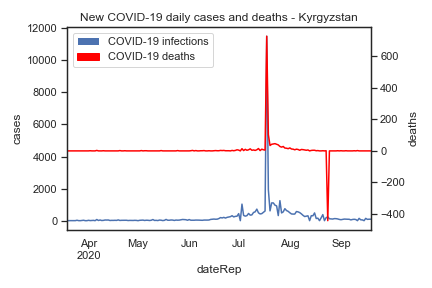 New COVID-19 daily cases and deaths - Kyrgyzstan
COVID-19 infections
COVID-19 deaths
12000
10000
8000
6000
4000
2000
0
cases
600
400
200
0
−200
−400
deaths
Apr
2020
May
Jun
Jul
Aug
Sep
dateRep